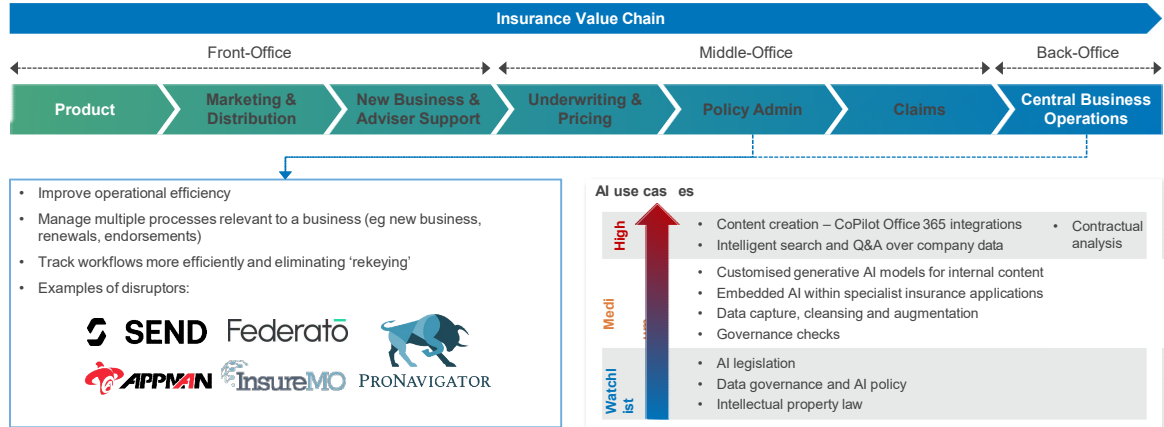 Insurance Value Chain
Front-Office
Middle-Office
Back-Office
Product
Marketing &
Distribution
New Business &
Adviser Support
Underwriting &
Pricing
Policy Admin
Claims
Central Business
Operations
• Improve operational efficiency
• Manage multiple processes relevant to a business (eg new business,
renewals, endorsements)
• Track workflows more efficiently and eliminating ‘rekeying’
• Examples of disruptors:
SEND
Federato
APPMAN
InsureMO
PRONAVIGATOR
AI use cas es
High
• Content creation – CoPilot Office 365 integrations
• Intelligent search and Q&A over company data
• Contractual
analysis
Medi
um
• Customised generative AI models for internal content
• Embedded AI within specialist insurance applications
• Data capture, cleansing and augmentation
• Governance checks
Watchl
ist
• AI legislation
• Data governance and AI policy
• Intellectual property law